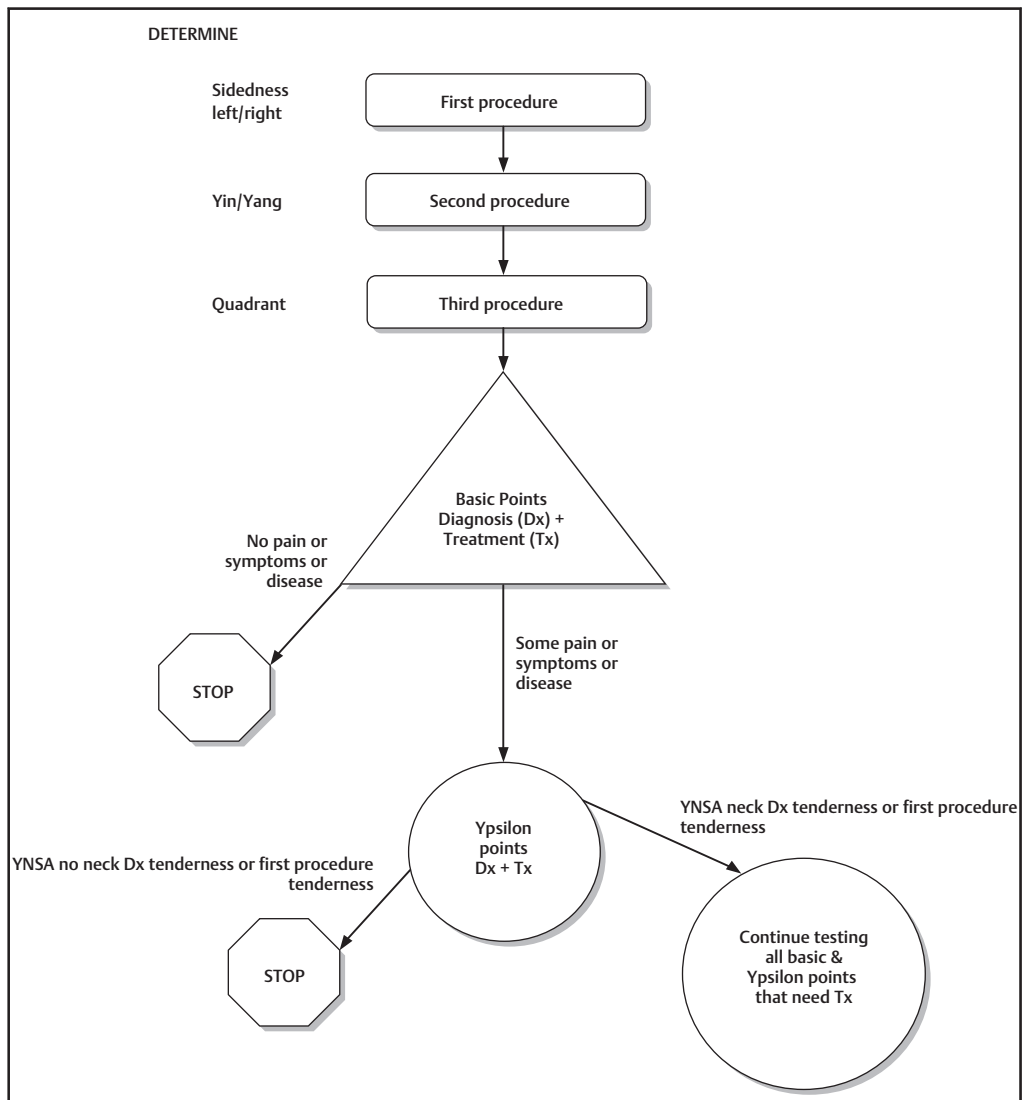 DETERMINE
Sidedness
left/right
First procedure
Yin/Yang
Second procedure
Quadrant
Third procedure
Basic Points
Diagnosis (Dx) +
Treatment (Tx)
No pain or
symptoms or
disease
STOP
Some pain or
symptoms or
disease
Ypsilon
points
Dx + Tx
YNSA neck Dx tenderness or first procedure
tenderness
YNSA no neck Dx tenderness or first procedure
tenderness
STOP
Continue testing
all basic &
Ypsilon points
that need Tx